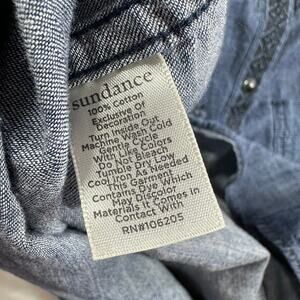 sundance
100% Cotton
Exclusive Of
Decoration
Turn Inside Out
Machine Wash Cold
Gentle Cycle
With Like Colors
Do Not Bleach
Tumble Dry Low
Cool Iron As Needed
This Garment
Contains Dye Which
May Discolor
Materials It Comes In
Contact With
RN#106205